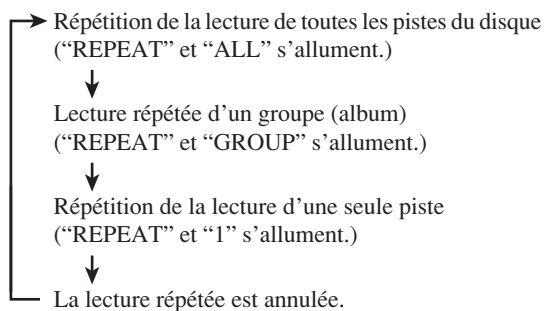 Répétition de la lecture de toutes les pistes du disque
(“REPEAT” et “ALL” s’allument.)
Lecture répétée d’un groupe (album)
(“REPEAT” et “GROUP” s’allument.)
Répétition de la lecture d’une seule piste
(“REPEAT” et “1” s’allument.)
La lecture répétée est annulée.